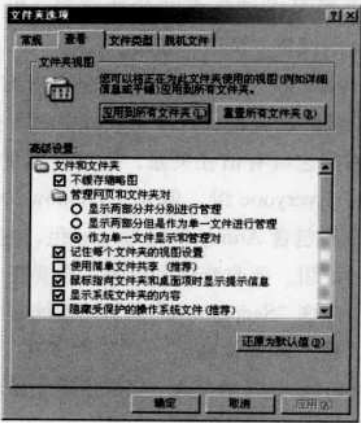 文件夹选项
常规 查看 文件类型 脱机文件
文件夹视图
您可以将正在为此文件夹使用的视图(例如详细
信息或平铺)应用到所有文件夹。
应用到所有文件夹(L) 重置所有文件夹(R)
高级设置:
文件和文件夹
不缓存缩略图
管理网页和文件夹对
显示两部分并分别进行管理
显示两部分但是作为单一文件进行管理
作为单一文件显示和管理对
记住每个文件夹的视图设置
使用简单文件共享 (推荐)
鼠标指向文件夹和桌面项时显示提示信息
显示系统文件夹的内容
隐藏受保护的操作系统文件(推荐)
还原为默认值(D)
确定 取消 应用(A)